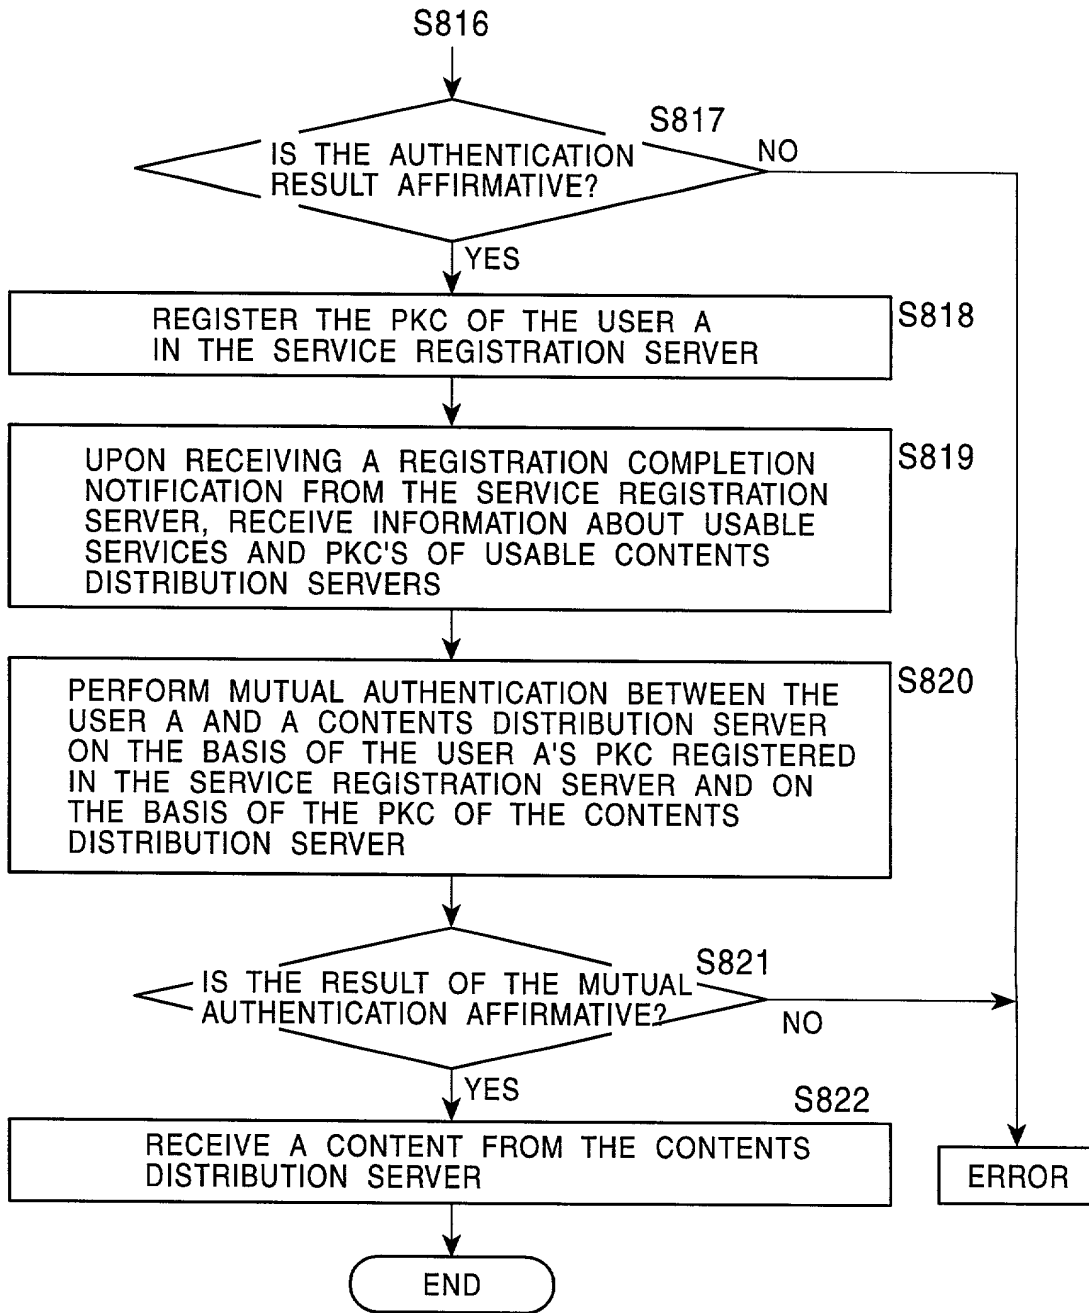 S816
S817
IS THE AUTHENTICATION
RESULT AFFIRMATIVE?
NO
YES
REGISTER THE PKC OF THE USER A
IN THE SERVICE REGISTRATION SERVER
S818
UPON RECEIVING A REGISTRATION COMPLETION
NOTIFICATION FROM THE SERVICE REGISTRATION
SERVER, RECEIVE INFORMATION ABOUT USABLE
SERVICES AND PKC'S OF USABLE CONTENTS
DISTRIBUTION SERVERS
S819
PERFORM MUTUAL AUTHENTICATION BETWEEN THE
USER A AND A CONTENTS DISTRIBUTION SERVER
ON THE BASIS OF THE USER A'S PKC REGISTERED
IN THE SERVICE REGISTRATION SERVER AND ON
THE BASIS OF THE PKC OF THE CONTENTS
DISTRIBUTION SERVER
S820
S821
IS THE RESULT OF THE MUTUAL
AUTHENTICATION AFFIRMATIVE?
NO
YES
S822
RECEIVE A CONTENT FROM THE CONTENTS
DISTRIBUTION SERVER
ERROR
END